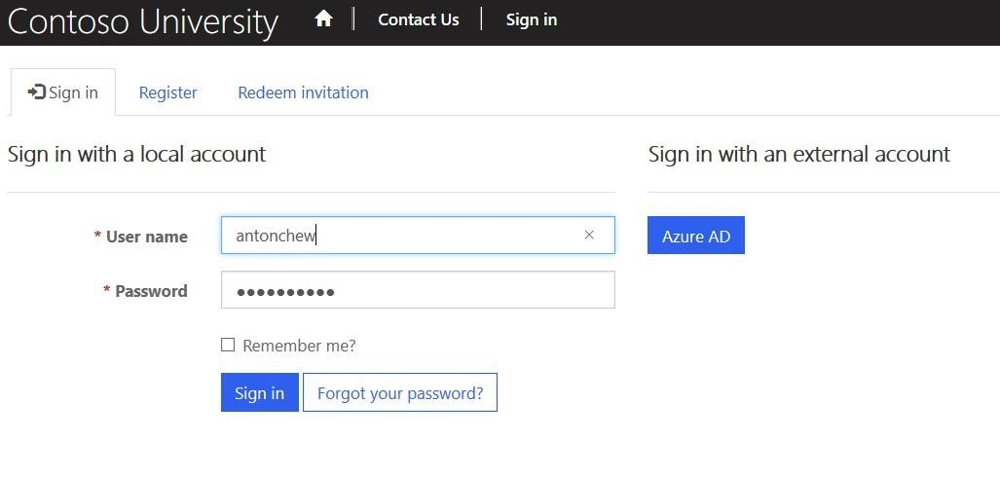 Contoso University Contact Us Sign in
Sign in Register Redeem invitation
Sign in with a local account
Sign in with an external account
* User name antonchew
Azure AD
* Password ••••••••••
Remember me?
Sign in Forgot your password?